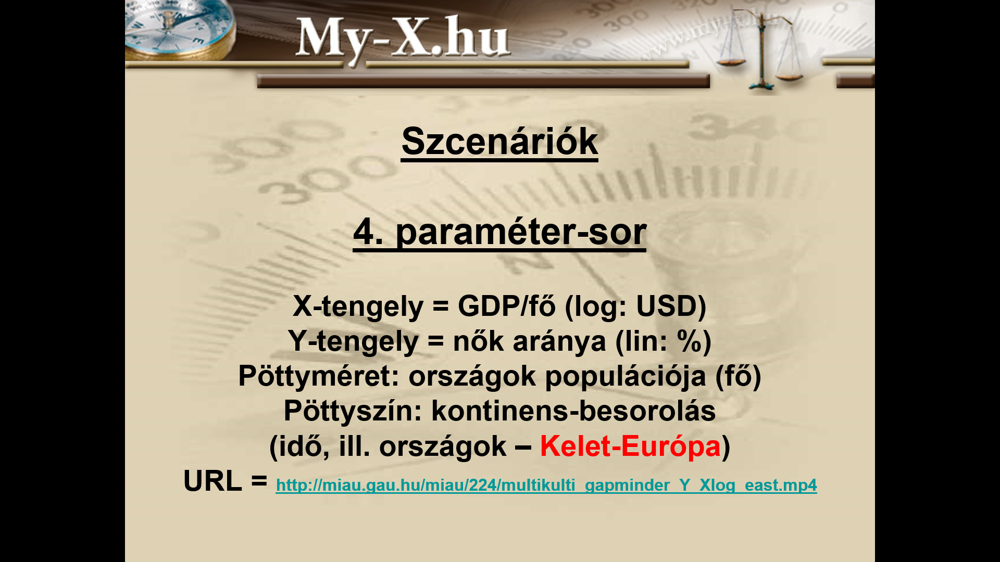 My-X.hu
www.my-x.hu
Szcenáriók
4. paraméter-sor
X-tengely = GDP/fő (log: USD)
Y-tengely = nők aránya (lin: %)
Pöttyméret: országok populációja (fő)
Pöttyszín: kontinens-besorolás
(idő, ill. országok – Kelet-Európa)
URL = http://miau.gau.hu/miau/224/multikulti_gapminder_Y_Xlog_east.mp4